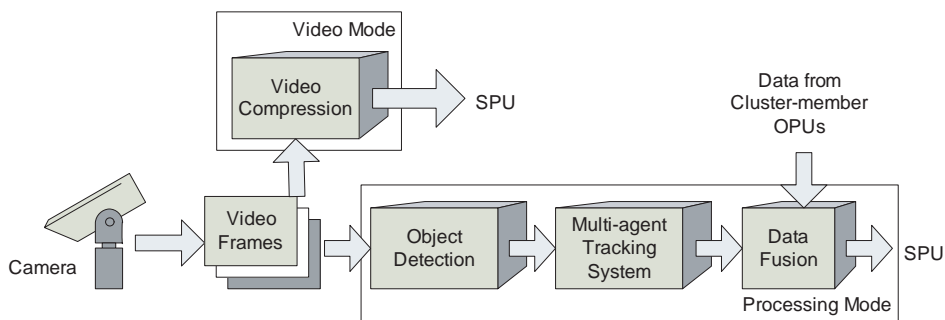 Video Mode
Video
Compression
SPU
Data from
Cluster-member
OPUs
Camera
Video
Frames
Object
Detection
Multi-agent
Tracking
System
Data
Fusion
SPU
Processing Mode